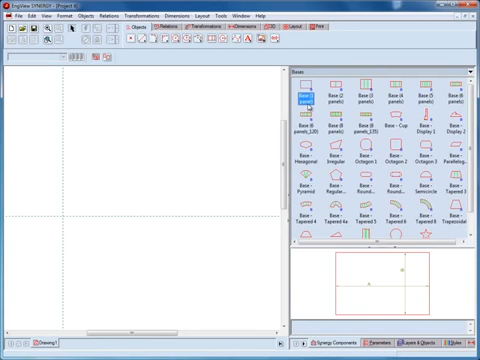 EngView SYNERGY - [Project 6]
File Edit View Format Objects Relations Transformations Dimensions Layout Tools Window Help
Objects Relations Transformations Dimensions 3D Layout Print
Bases
Base (1 panel) Base (2 panels) Base (3 panels) Base (4 panels) Base (5 panels) Base (6 panels)
Base (6 panels_120) Base (8 panels) Base (8 panels_135) Base - Cup Base - Display 1 Base - Display 2
Base - Hexagonal Base - Irregular Base - Octagon 1 Base - Octagon 2 Base - Octagon 3 Base - Parallelog...
Base - Pyramid Base - Regular... Base - Round... Base - Round... Base - Semicircle Base - Tapered 3
Base - Tapered 4 Base - Tapered 4a Base - Tapered 5 Base - Tapered 6 Base - Tapered 8 Base - Trapezoidal
A
B
Drawing1
Synergy Components Parameters Layers & Objects Styles